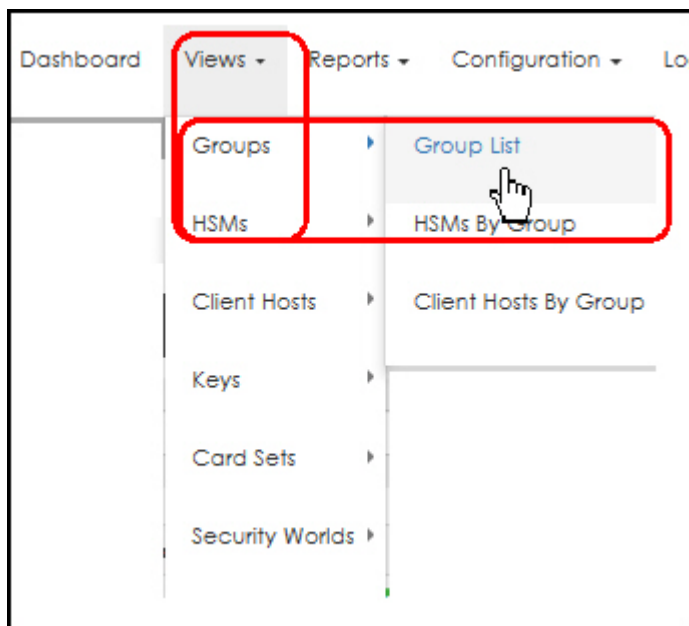 Dashboard Views Reports Configuration Lo
Groups Group List
HSMs HSMs By Group
Client Hosts Client Hosts By Group
Keys
Card Sets
Security Worlds